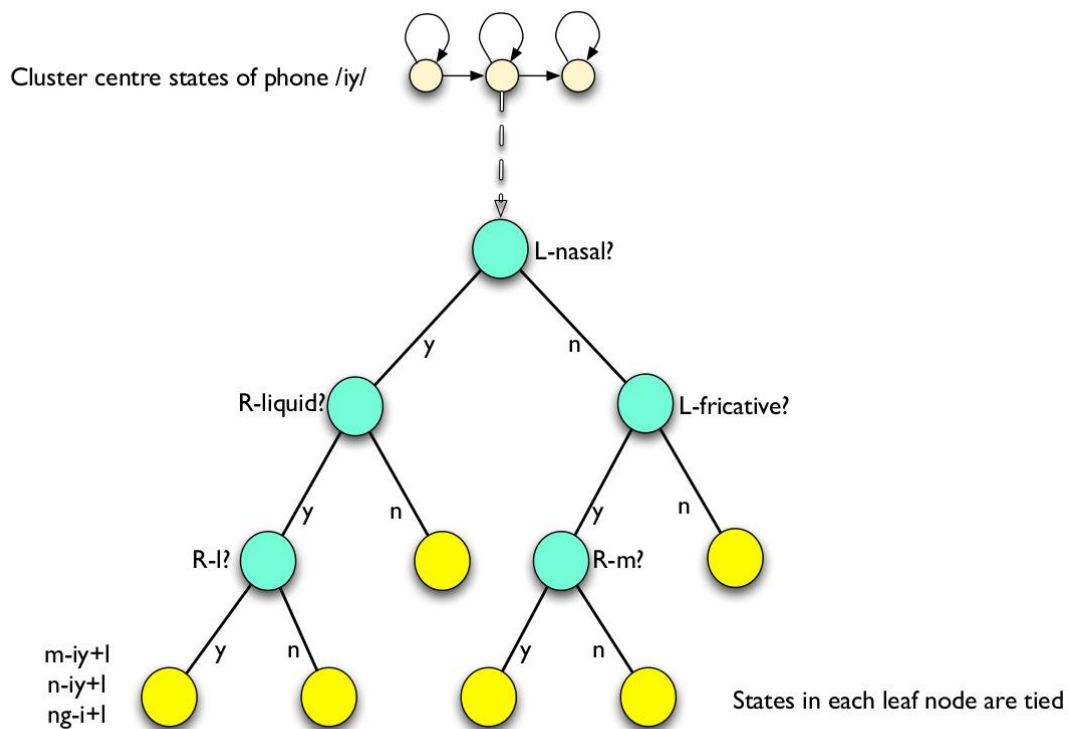 Cluster centre states of phone /iy/
L-nasal?
y
n
R-liquid?
L-fricative?
y
n
y
n
R-l?
R-m?
y
n
y
n
m-iy+l
n-iy+l
ng-i+l
States in each leaf node are tied